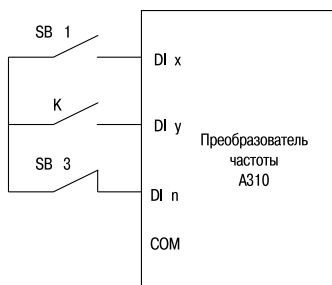 SB 1
DI x
K
DI y
Преобразователь
частоты
A310
SB 3
DI n
COM